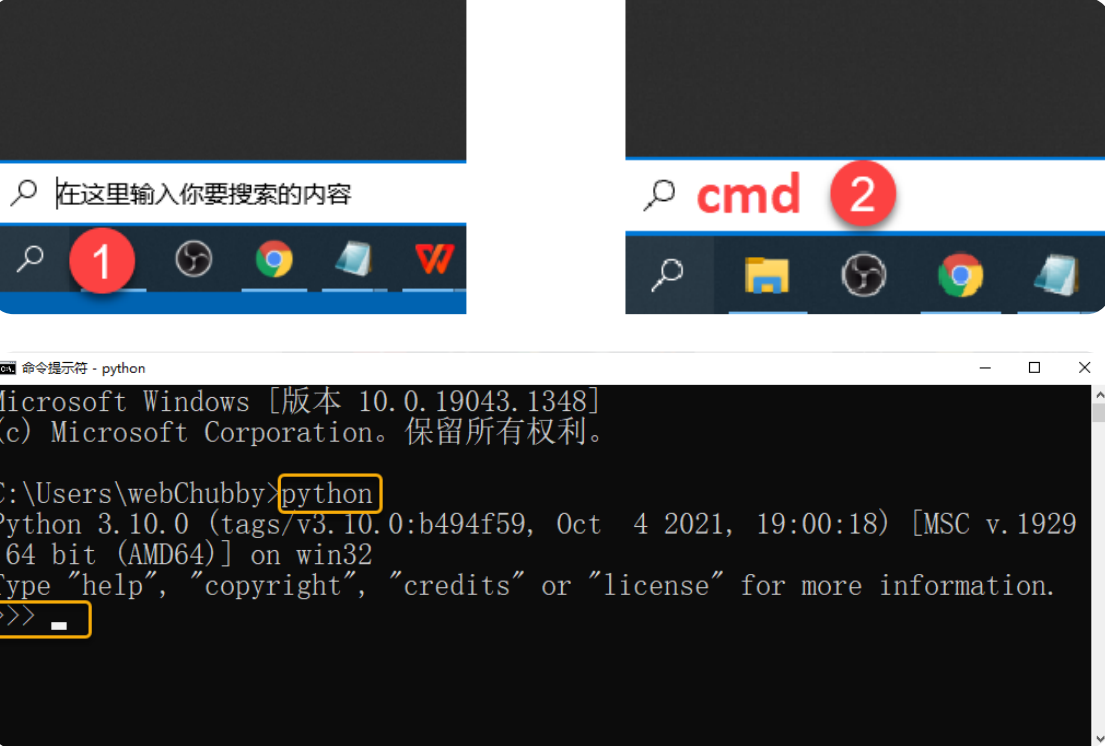 在这里输入你要搜索的内容
1
cmd 2
命令提示符 - python
Microsoft Windows [版本 10.0.19043.1348]
(c) Microsoft Corporation。保留所有权利。
C:\Users\webChubby>python
Python 3.10.0 (tags/v3.10.0:b494f59, Oct  4 2021, 19:00:18) [MSC v.1929
64 bit (AMD64)] on win32
Type "help", "copyright", "credits" or "license" for more information.
>>>